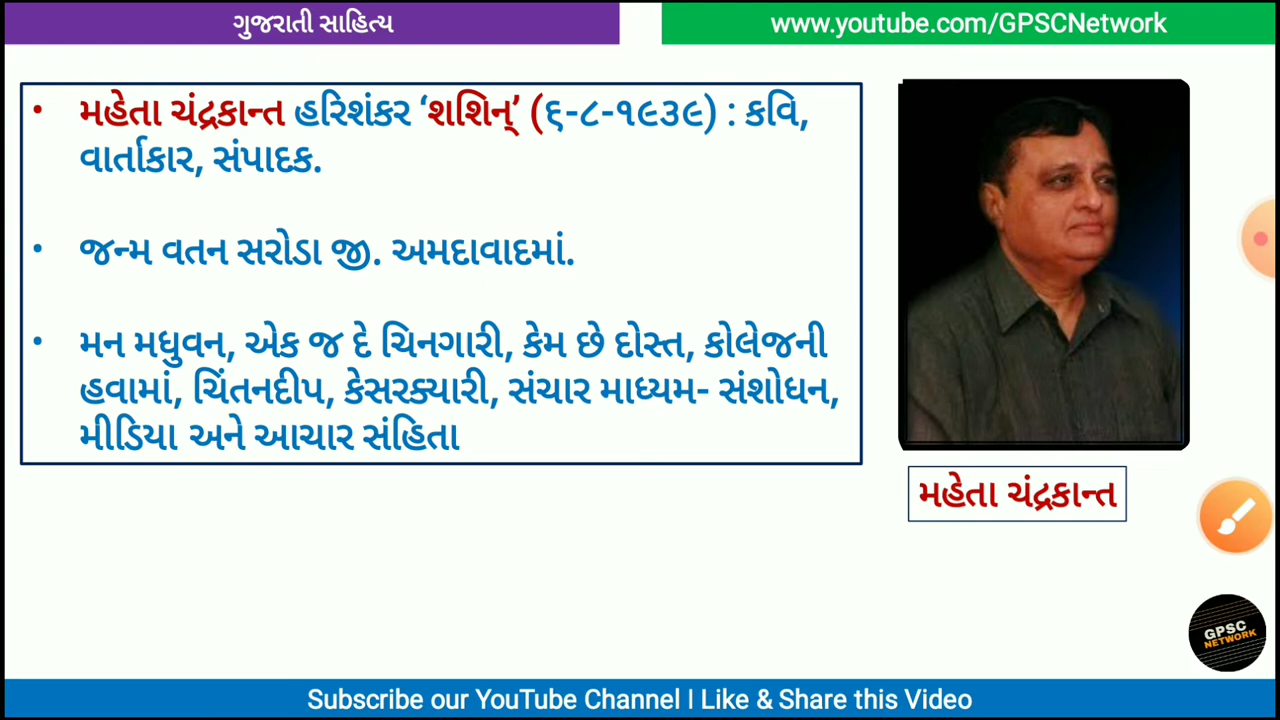 ગુજરાતી સાહિત્ય
www.youtube.com/GPSCNetwork
• મહેતા ચંદ્રકાન્ત હરિશંકર ‘શશિન્’ (૬-૮-૧૯૩૯) : કવિ,
વાર્તાકાર, સંપાદક.
• જન્મ વતન સરોડા જી. અમદાવાદમાં.
• મન મધુવન, એક જ દે ચિનગારી, કેમ છે દોસ્ત, કોલેજની
હવામાં, ચિંતનદીપ, કેસરક્યારી, સંચાર માધ્યમ- સંશોધન,
મીડિયા અને આચાર સંહિતા
મહેતા ચંદ્રકાન્ત
GPSC
NETWORK
Subscribe our YouTube Channel I Like & Share this Video